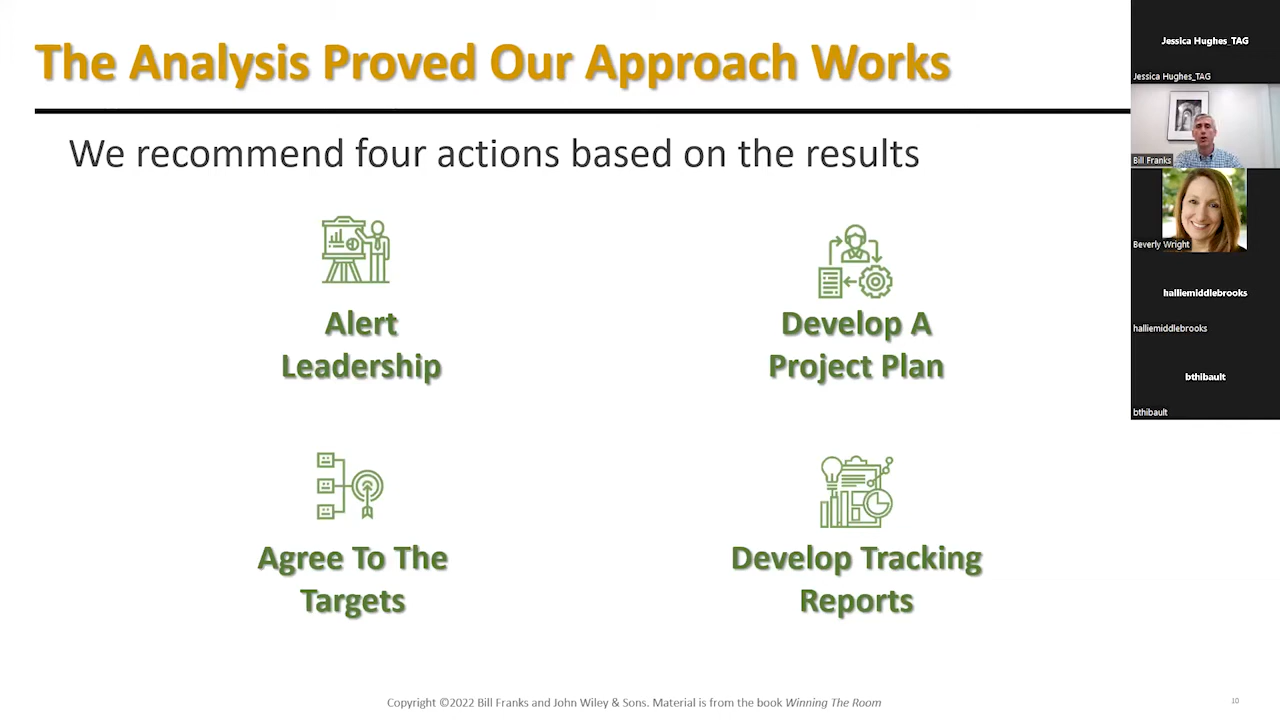 The Analysis Proved Our Approach Works
We recommend four actions based on the results
Alert
Leadership
Develop A
Project Plan
Agree To The
Targets
Develop Tracking
Reports
Copyright ©2022 Bill Franks and John Wiley & Sons. Material is from the book Winning The Room
10
Jessica Hughes_TAG
Jessica Hughes_TAG
Bill Franks
Beverly Wright
halliemiddlebrooks
halliemiddlebrooks
bthibault
bthibault